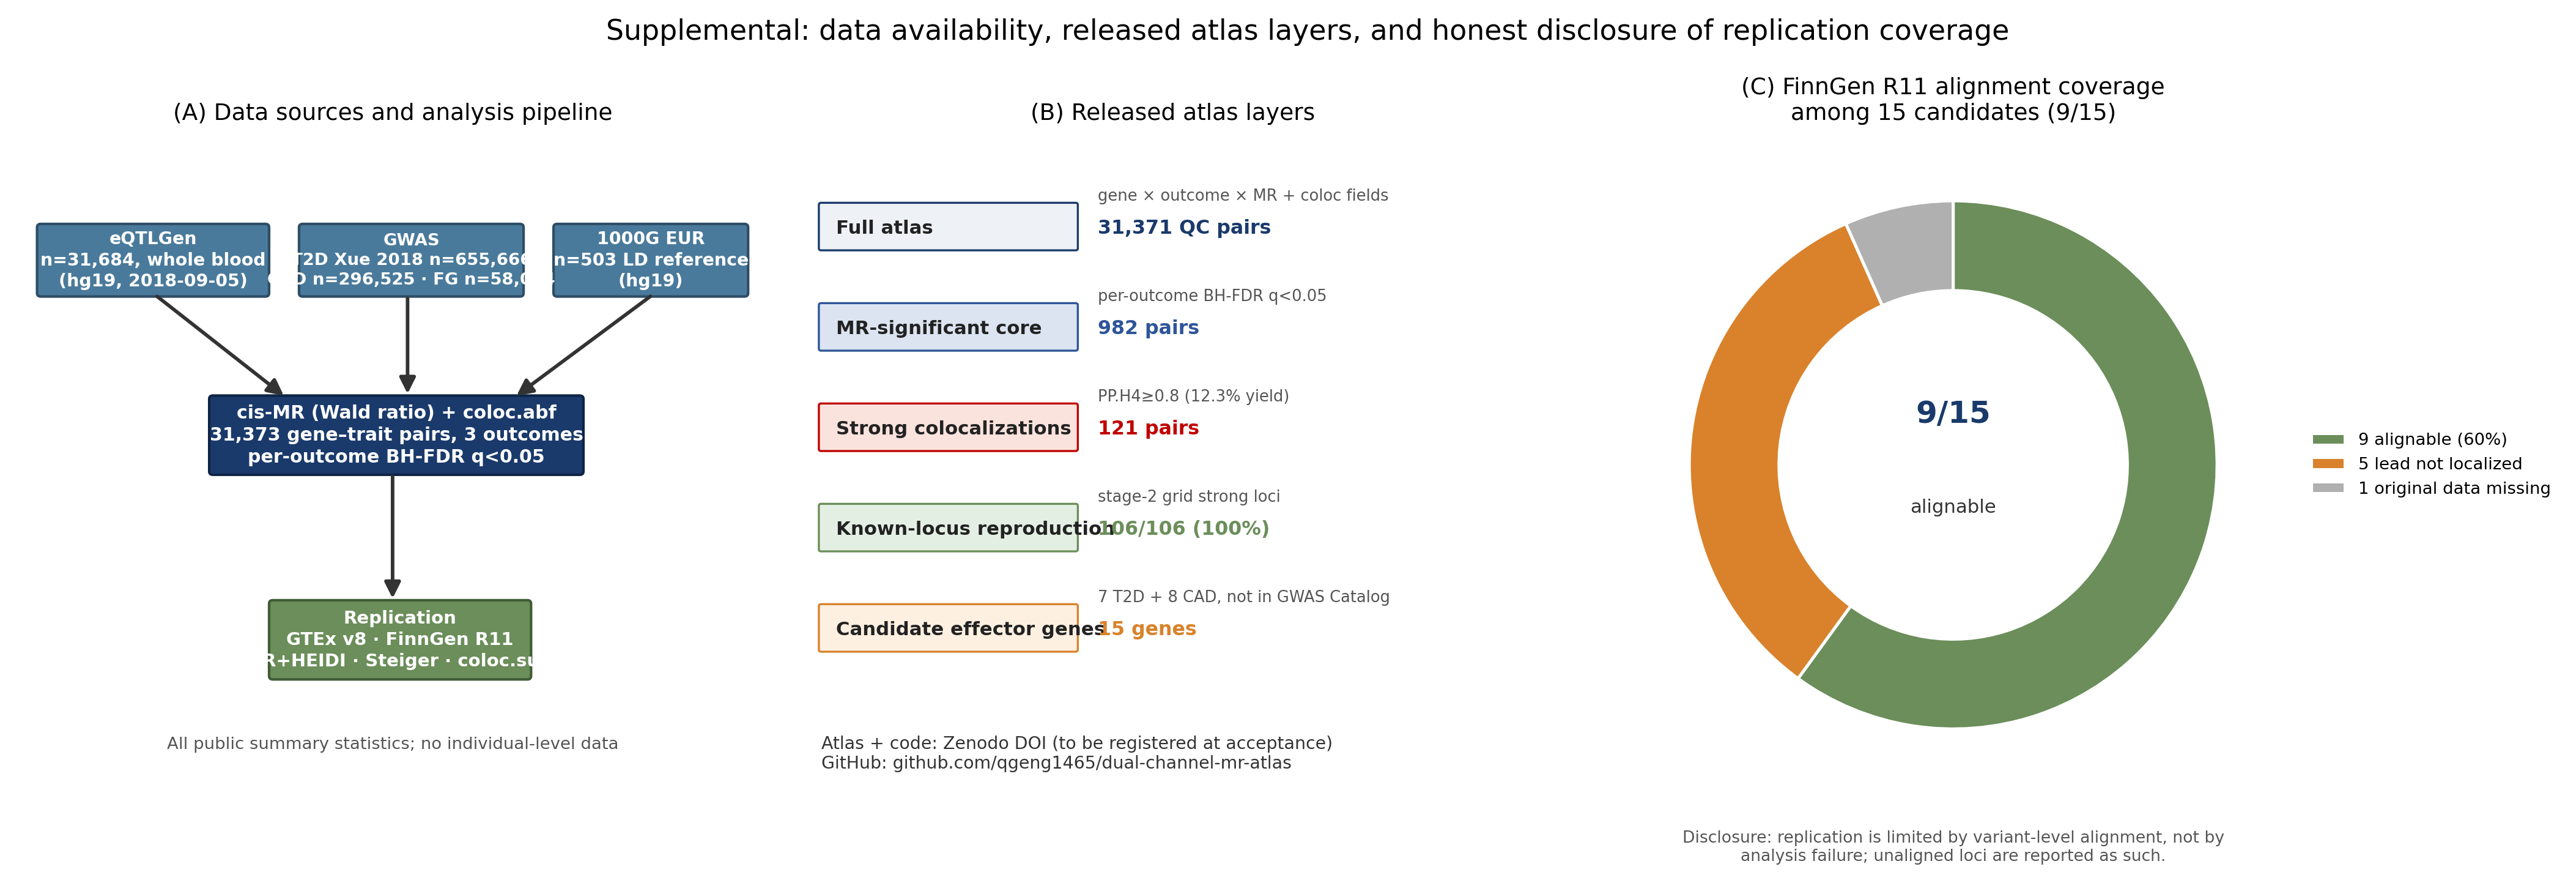 Supplemental: data availability, released atlas layers, and honest disclosure of replication coverage
(A) Data sources and analysis pipeline
eQTLGen
n=31,684, whole blood
(hg19, 2018-09-05)
GWAS
T2D Xue 2018 n=655,666
D n=296,525 · FG n=58,0
1000G EUR
n=503 LD reference
(hg19)
cis-MR (Wald ratio) + coloc.abf
31,373 gene–trait pairs, 3 outcomes
per-outcome BH-FDR q<0.05
Replication
GTEx v8 · FinnGen R11
R+HEIDI · Steiger · coloc.su
All public summary statistics; no individual-level data
(B) Released atlas layers
gene × outcome × MR + coloc fields
Full atlas
31,371 QC pairs
per-outcome BH-FDR q<0.05
MR-significant core
982 pairs
PP.H4≥0.8 (12.3% yield)
Strong colocalizations
121 pairs
stage-2 grid strong loci
Known-locus reproduction
106/106 (100%)
7 T2D + 8 CAD, not in GWAS Catalog
Candidate effector genes
15 genes
Atlas + code: Zenodo DOI (to be registered at acceptance)
GitHub: github.com/qgeng1465/dual-channel-mr-atlas
(C) FinnGen R11 alignment coverage
among 15 candidates (9/15)
9/15
alignable
9 alignable (60%)
5 lead not localized
1 original data missing
Disclosure: replication is limited by variant-level alignment, not by
analysis failure; unaligned loci are reported as such.